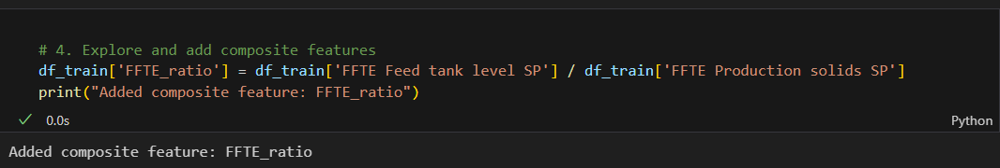 # 4. Explore and add composite features
df_train['FFTE_ratio'] = df_train['FFTE Feed tank level SP'] / df_train['FFTE Production solids SP']
print("Added composite feature: FFTE_ratio")
0.0s
Python
Added composite feature: FFTE_ratio